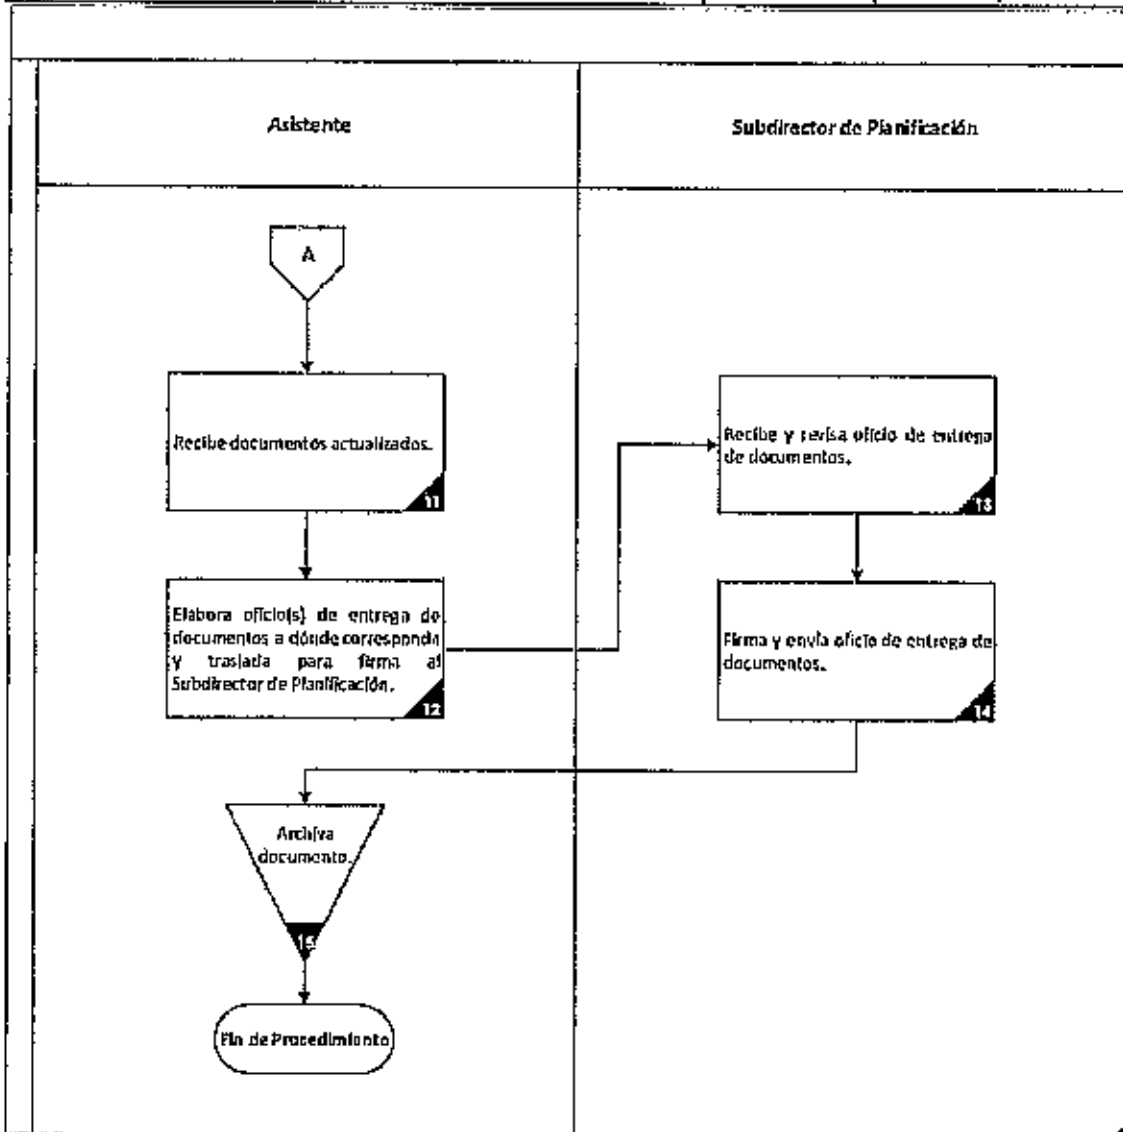 Asistente
Subdirector de Planificación
A
Recibe documentos actualizados.
11
Elabora oficio(s) de entrega de
documentos a dónde corresponda
y traslada para firma al
Subdirector de Planificación.
12
Recibe y revisa oficio de entrega
de documentos.
13
Firma y envía oficio de entrega de
documentos.
14
Archiva
documento.
15
Fin de Procedimiento